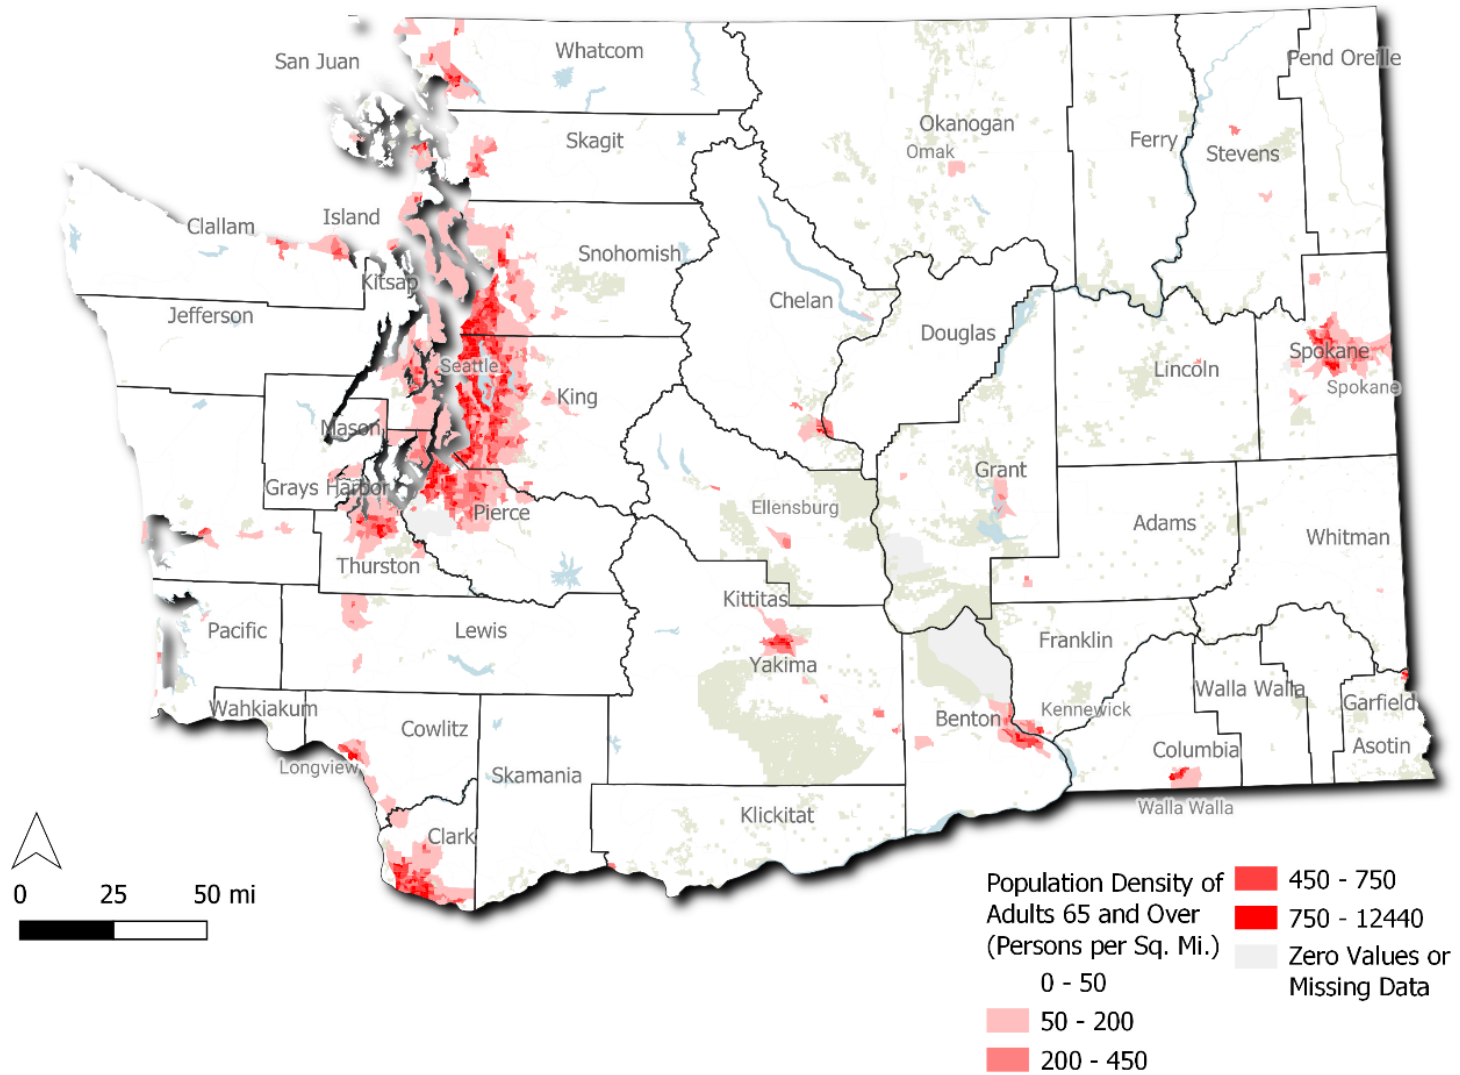 San Juan
Whatcom
Pend Oreille
Skagit
Okanogan
Omak
Ferry
Stevens
Island
Clallam
Snohomish
Kitsap
Jefferson
Chelan
Douglas
Seattle
Lincoln
Spokane
Spokane
King
Mason
Grays Harbor
Grant
Pierce
Ellensburg
Adams
Whitman
Thurston
Kittitas
Pacific
Lewis
Franklin
Yakima
Walla Walla
Garfield
Wahkiakum
Cowlitz
Benton
Kennewick
Columbia
Asotin
Longview
Skamania
Walla Walla
Klickitat
Clark
0 25 50 mi
Population Density of
Adults 65 and Over
(Persons per Sq. Mi.)
0 - 50
50 - 200
200 - 450
450 - 750
750 - 12440
Zero Values or
Missing Data